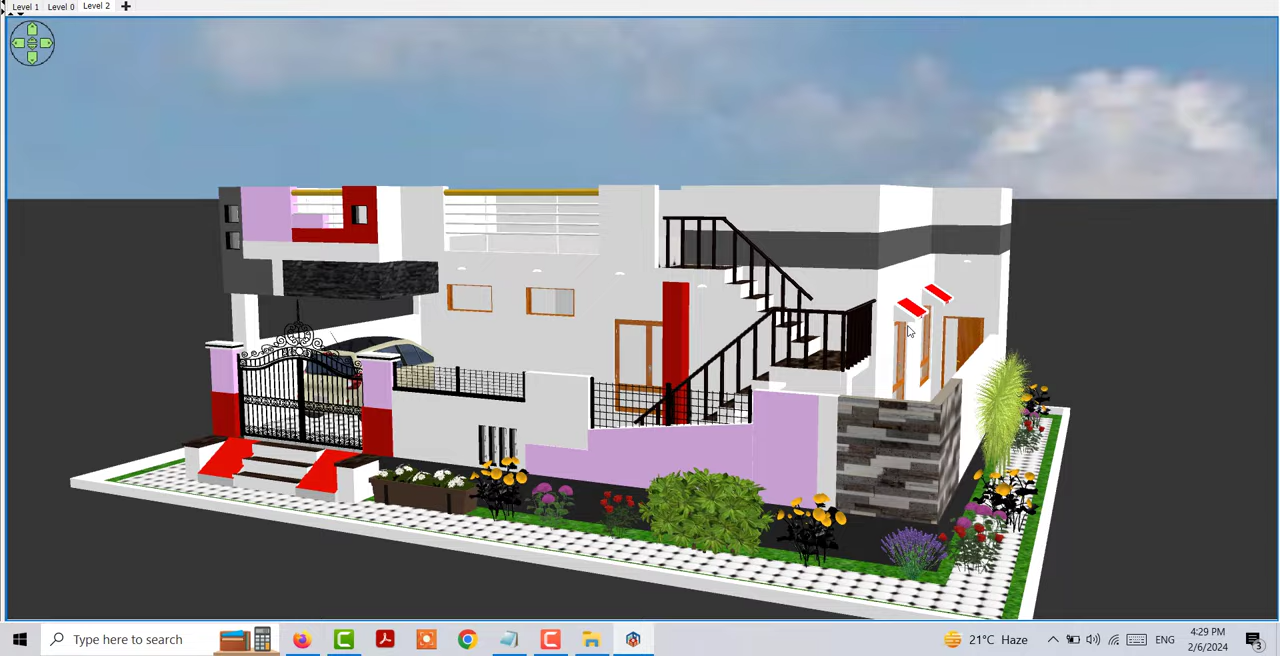 Level 1 Level 0 Level 2
Type here to search
21°C Haze
ENG
4:29 PM
2/6/2024
3